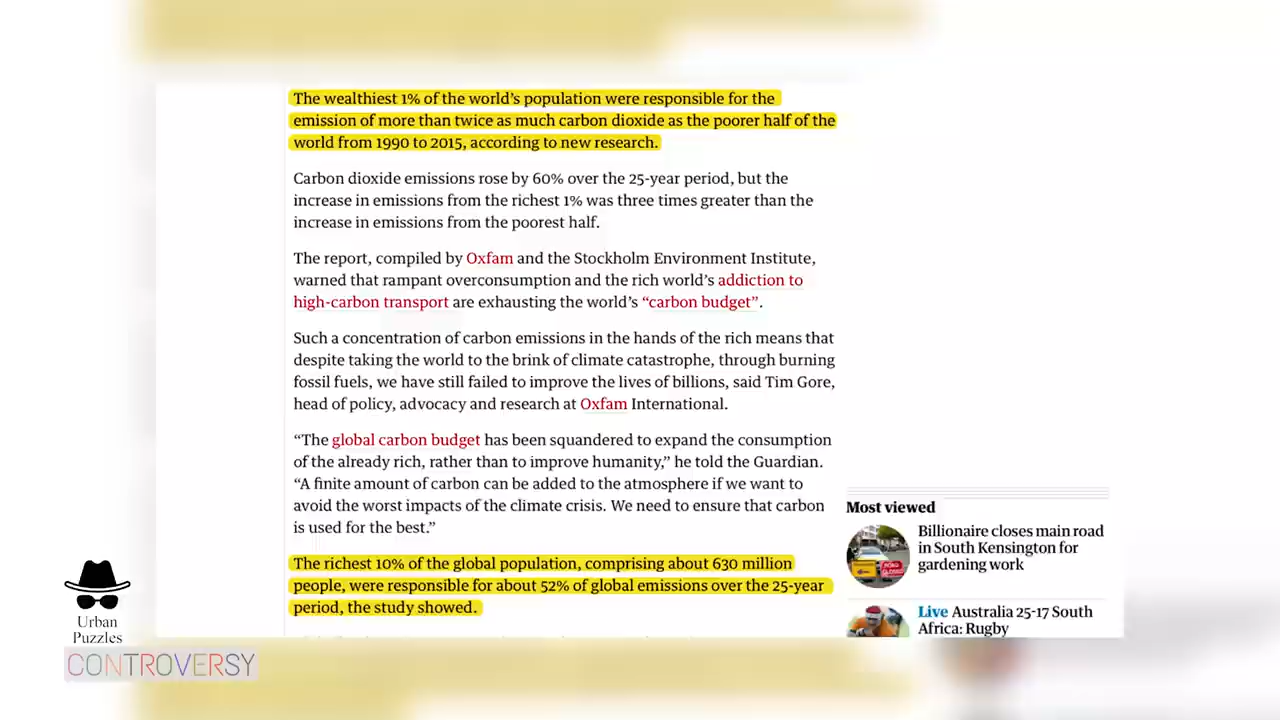 The wealthiest 1% of the world’s population were responsible for the
emission of more than twice as much carbon dioxide as the poorer half of the
world from 1990 to 2015, according to new research.
Carbon dioxide emissions rose by 60% over the 25-year period, but the
increase in emissions from the richest 1% was three times greater than the
increase in emissions from the poorest half.
The report, compiled by Oxfam and the Stockholm Environment Institute,
warned that rampant overconsumption and the rich world’s addiction to
high-carbon transport are exhausting the world’s “carbon budget”.
Such a concentration of carbon emissions in the hands of the rich means that
despite taking the world to the brink of climate catastrophe, through burning
fossil fuels, we have still failed to improve the lives of billions, said Tim Gore,
head of policy, advocacy and research at Oxfam International.
“The global carbon budget has been squandered to expand the consumption
of the already rich, rather than to improve humanity,” he told the Guardian.
“A finite amount of carbon can be added to the atmosphere if we want to
avoid the worst impacts of the climate crisis. We need to ensure that carbon
is used for the best.”
The richest 10% of the global population, comprising about 630 million
people, were responsible for about 52% of global emissions over the 25-year
period, the study showed.
Most viewed
Billionaire closes main road
in South Kensington for
gardening work
Live Australia 25-17 South
Africa: Rugby
Urban
Puzzles
CONTROVERSY